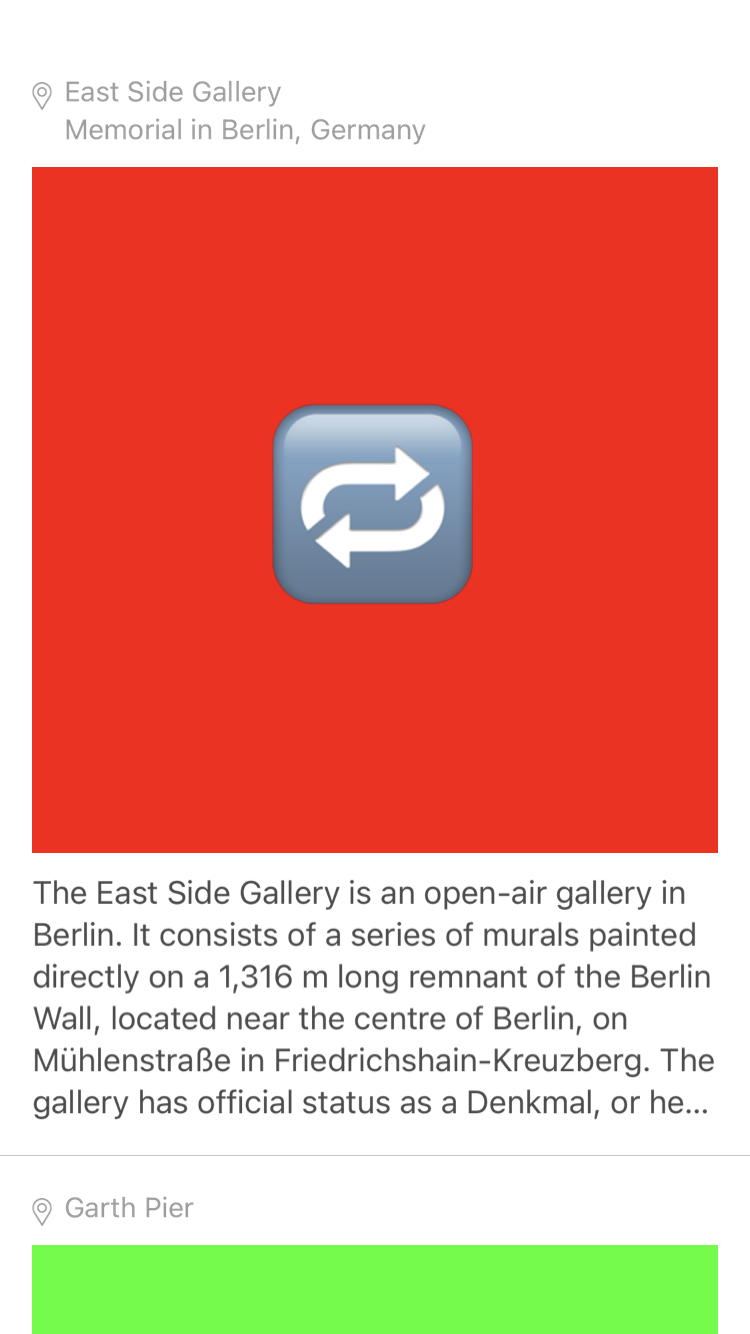 East Side Gallery
Memorial in Berlin, Germany
The East Side Gallery is an open-air gallery in
Berlin. It consists of a series of murals painted
directly on a 1,316 m long remnant of the Berlin
Wall, located near the centre of Berlin, on
Mühlenstraße in Friedrichshain-Kreuzberg. The
gallery has official status as a Denkmal, or he...
Garth Pier